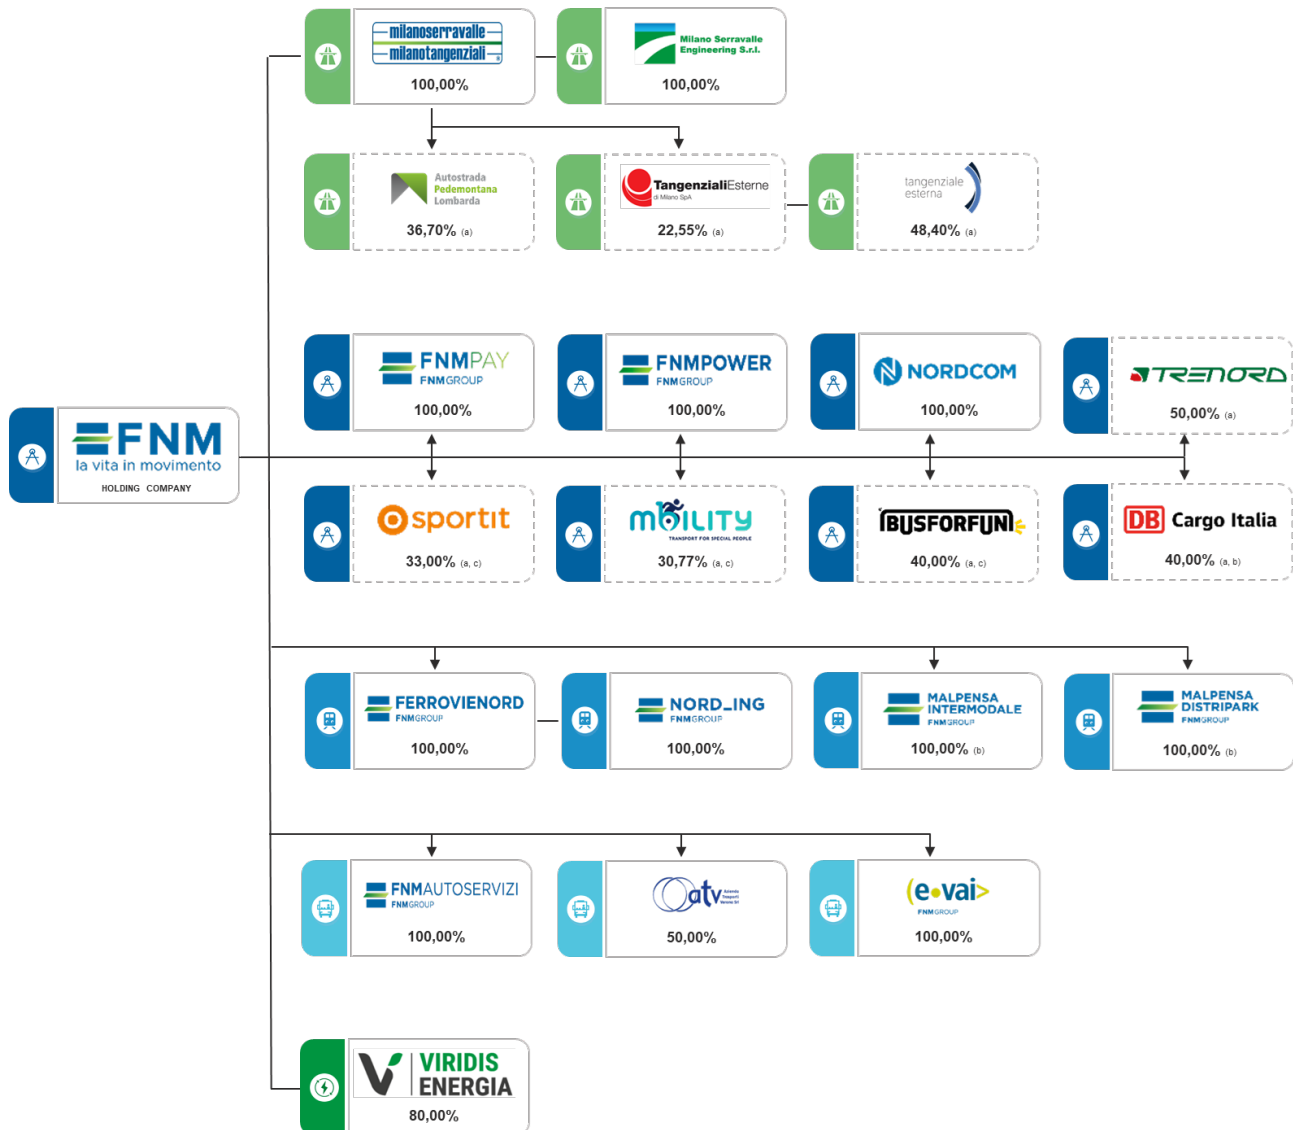 milanoserravalle
milanotangenziali
100,00%
Milano Serravalle
Engineering S.r.l.
100,00%
Autostrada
Pedemontana
Lombarda
36,70% (a)
TangenzialiEsterne
di Milano SpA
22,55% (a)
tangenziale
esterna
48,40% (a)
FNMPAY
FNMGROUP
100,00%
FNMPOWER
FNMGROUP
100,00%
NORDCOM
100,00%
TRENORD
50,00% (a)
FNM
la vita in movimento
HOLDING COMPANY
sportit
33,00% (a, c)
mobility
TRANSPORT FOR SPECIAL PEOPLE
30,77% (a, c)
BUSFORFUN
40,00% (a, c)
DB Cargo Italia
40,00% (a, b)
FERROVIENORD
FNMGROUP
100,00%
NORD_ING
FNMGROUP
100,00%
MALPENSA
INTERMODALE
FNMGROUP
100,00% (b)
MALPENSA
DISTRIPARK
FNMGROUP
100,00% (b)
FNMAUTOSERVIZI
FNMGROUP
100,00%
atv Azienda
Trasporti
Verona Srl
50,00%
(e•vai>
FNMGROUP
100,00%
VIRIDIS
ENERGIA
80,00%